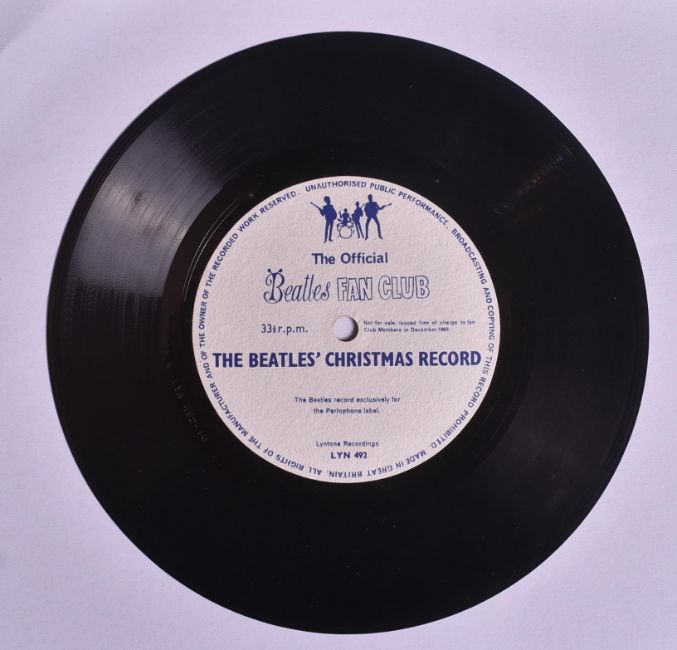 ALL RIGHTS OF THE MANUFACTURER AND OF THE OWNER OF THE RECORDED WORK RESERVED. UNAUTHORISED PUBLIC PERFORMANCE, BROADCASTING AND COPYING OF THIS RECORD PROHIBITED. MADE IN GREAT BRITAIN.
The Official
Beatles FAN CLUB
33⅓ r.p.m.
Not for sale. Issued free of charge to fan
Club Members in December 1963.
THE BEATLES' CHRISTMAS RECORD
The Beatles record exclusively for
the Parlophone label.
Lyntone Recordings
LYN 492